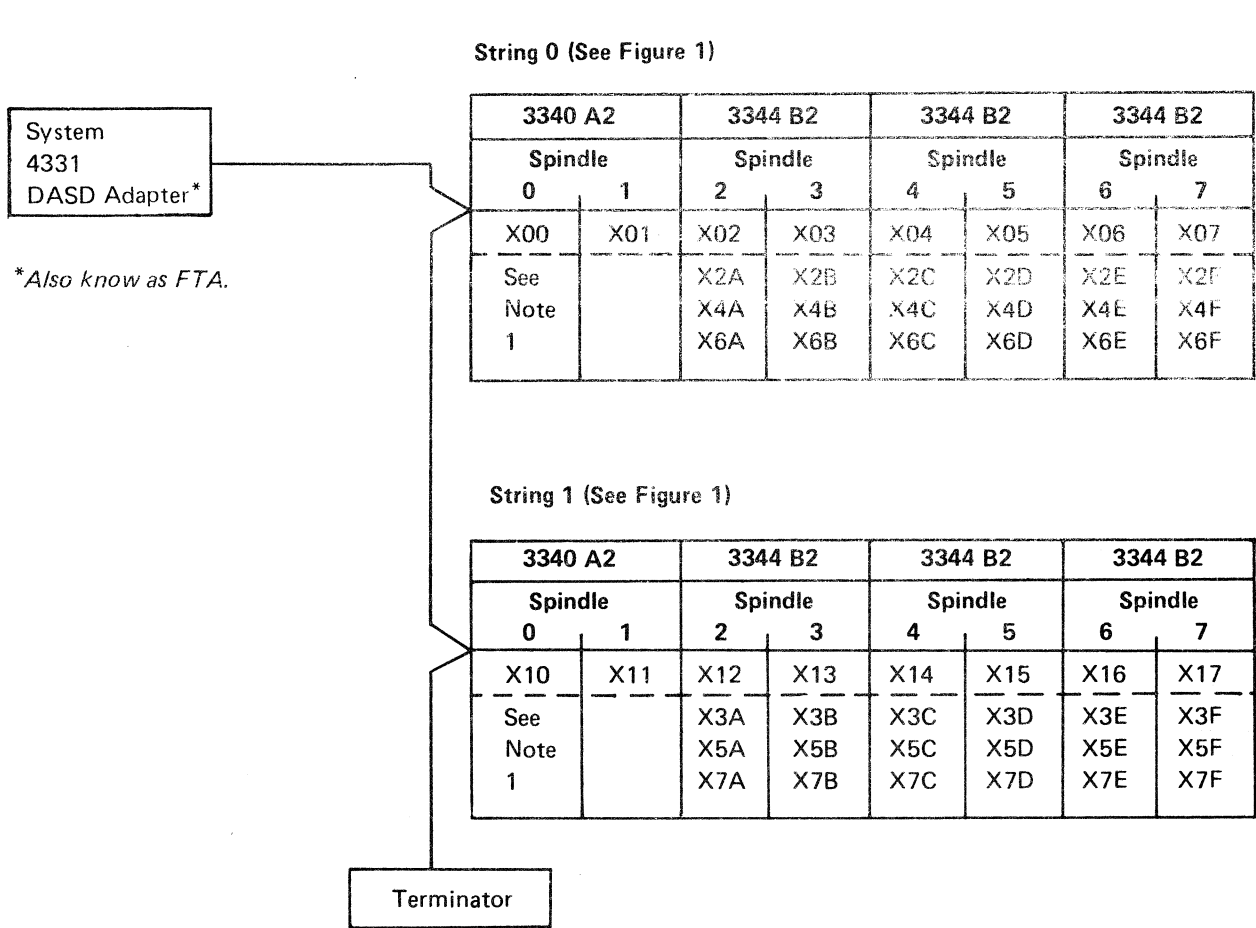 String 0 (See Figure 1)
System
4331
DASD Adapter*
*Also know as FTA.
3340 A2 3344 B2 3344 B2 3344 B2
Spindle Spindle Spindle Spindle
0 1 2 3 4 5 6 7
X00 X01 X02 X03 X04 X05 X06 X07
See X2A X2B X2C X2D X2E X2F
Note X4A X4B X4C X4D X4E X4F
1 X6A X6B X6C X6D X6E X6F
String 1 (See Figure 1)
3340 A2 3344 B2 3344 B2 3344 B2
Spindle Spindle Spindle Spindle
0 1 2 3 4 5 6 7
X10 X11 X12 X13 X14 X15 X16 X17
See X3A X3B X3C X3D X3E X3F
Note X5A X5B X5C X5D X5E X5F
1 X7A X7B X7C X7D X7E X7F
Terminator